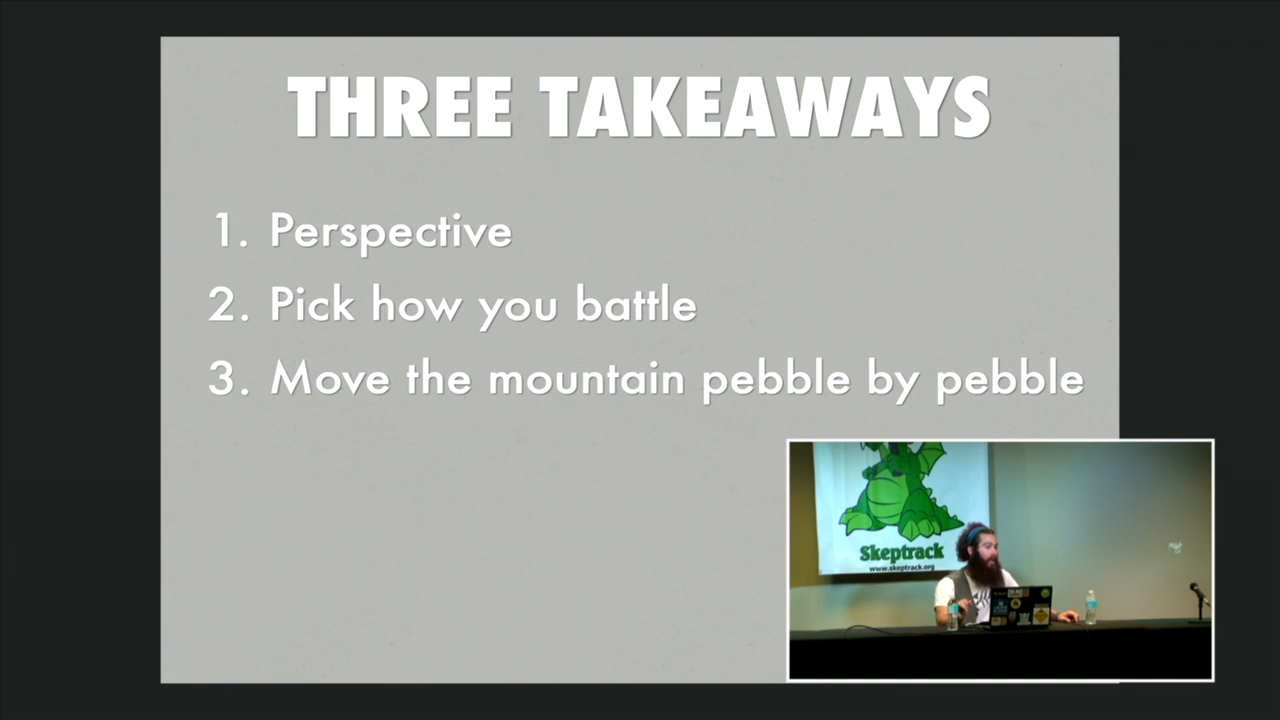 THREE TAKEAWAYS
1. Perspective
2. Pick how you battle
3. Move the mountain pebble by pebble
Skeptrack
www.skeptrack.org